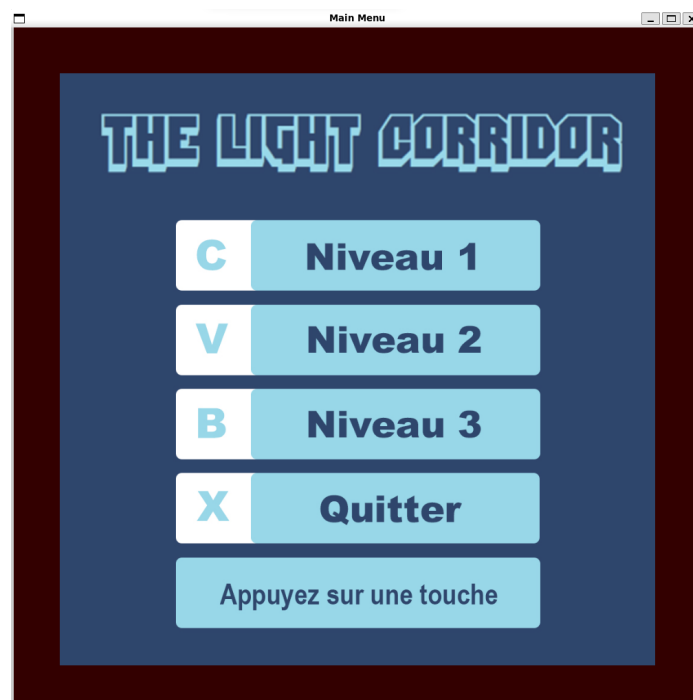 Main Menu
THE LIGHT CORRIDOR
C Niveau 1
V Niveau 2
B Niveau 3
X Quitter
Appuyez sur une touche